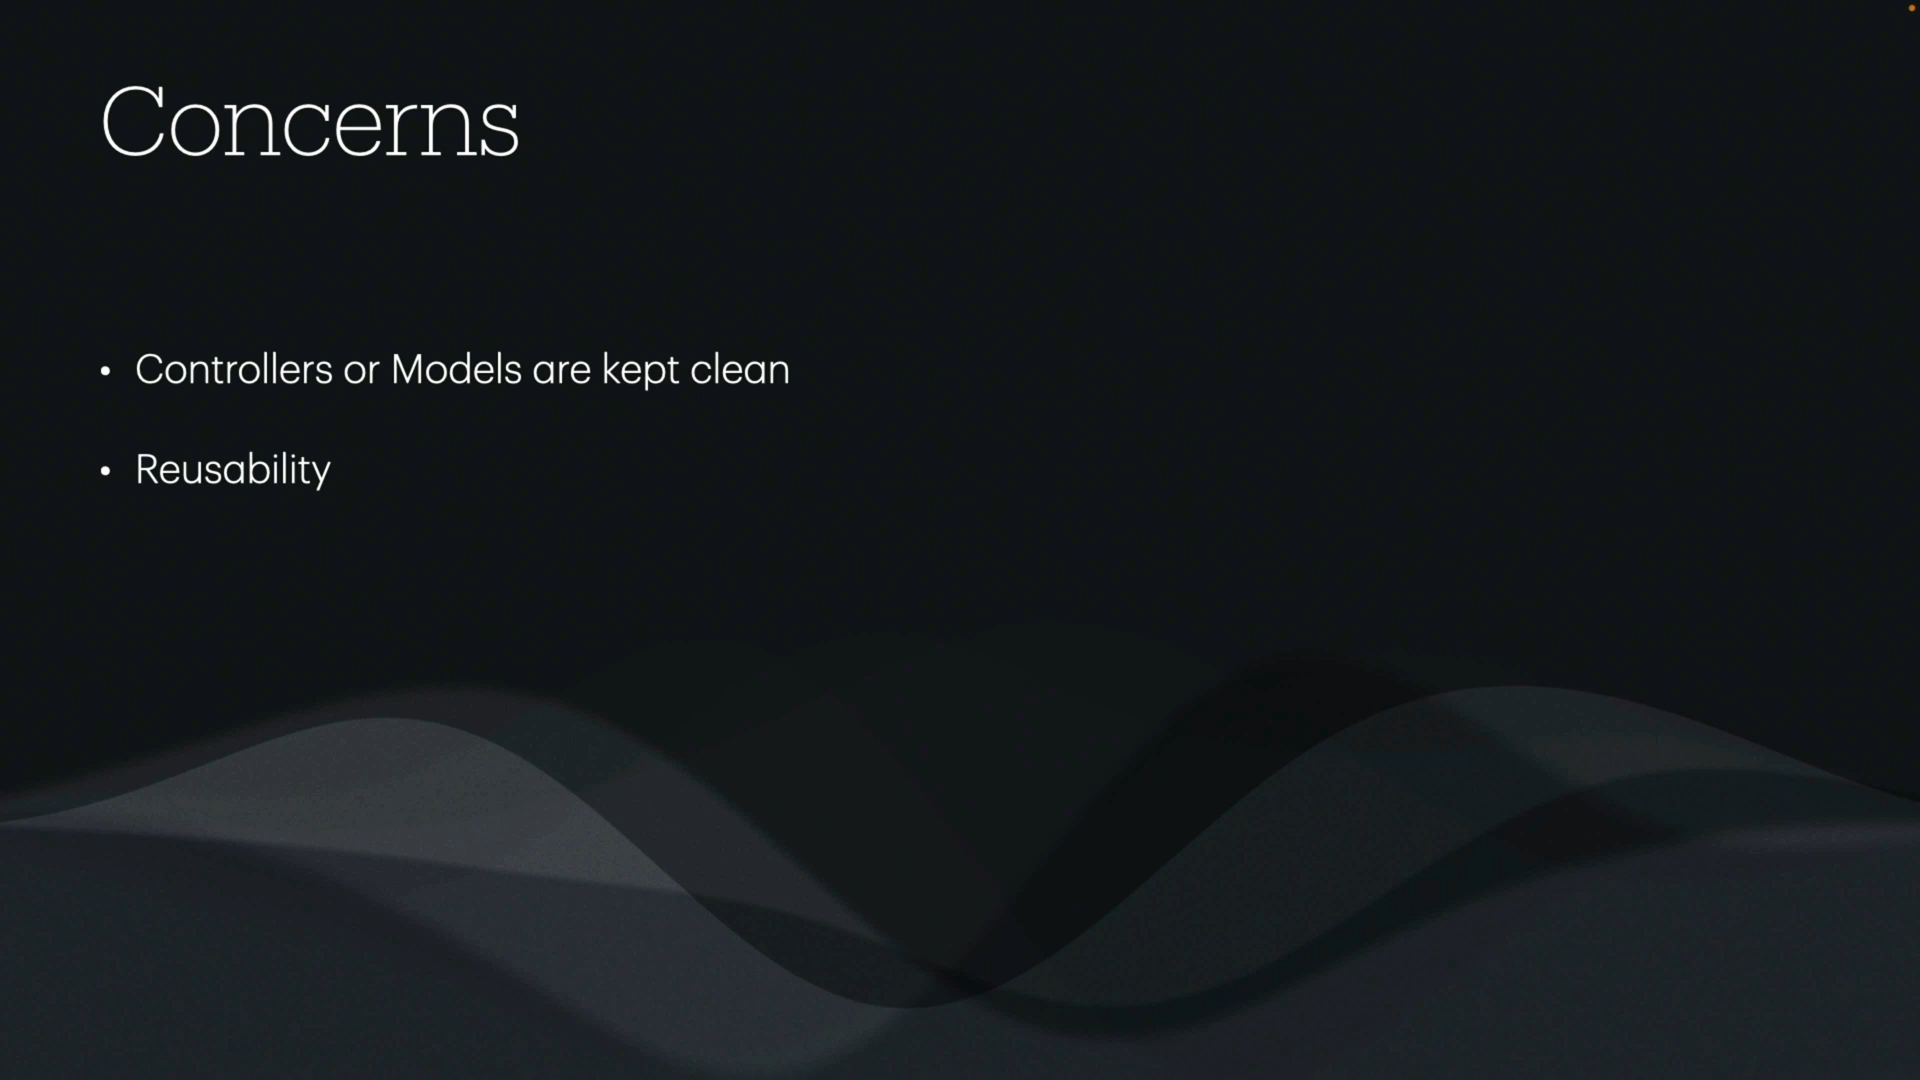 Concerns
• Controllers or Models are kept clean
• Reusability